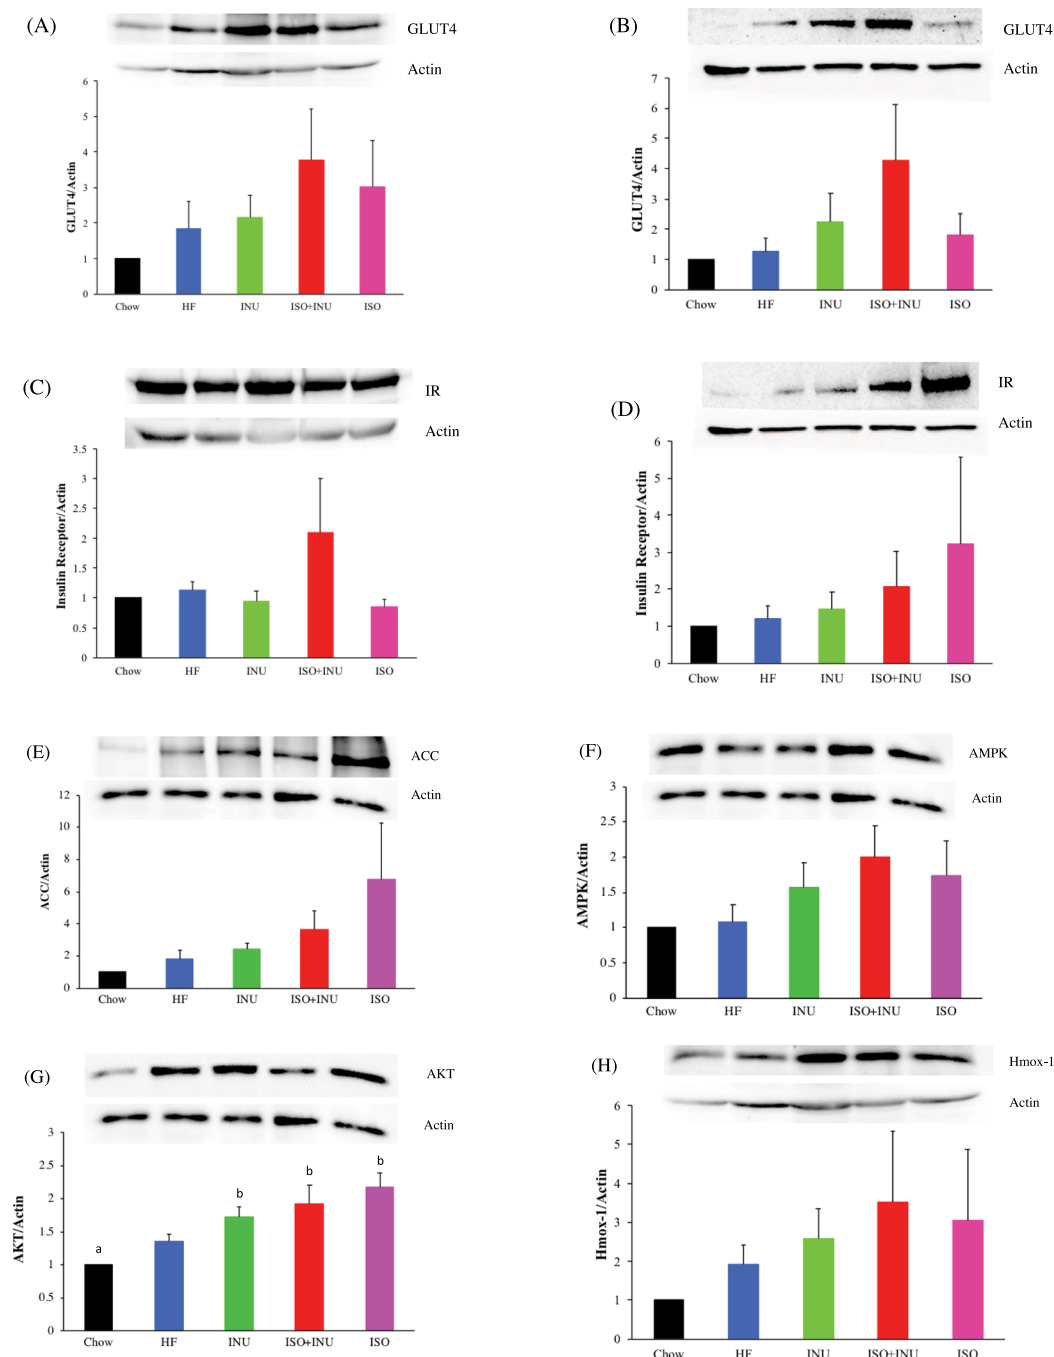 (A)
GLUT4
Actin
GLUT4/Actin
6
5
4
3
2
1
0
Chow HF INU ISO+INU ISO
(B)
GLUT4
Actin
GLUT4/Actin
7
6
5
4
3
2
1
0
Chow HF INU ISO+INU ISO
(C)
IR
Actin
Insulin Receptor/Actin
3.5
3
2.5
2
1.5
1
0.5
0
Chow HF INU ISO+INU ISO
(D)
IR
Actin
Insulin Receptor/Actin
6
5
4
3
2
1
0
Chow HF INU ISO+INU ISO
(E)
ACC
Actin
ACC/Actin
12
10
8
6
4
2
0
Chow HF INU ISO+INU ISO
(F)
AMPK
Actin
AMPK/Actin
3
2.5
2
1.5
1
0.5
0
Chow HF INU ISO+INU ISO
(G)
AKT
Actin
AKT/Actin
3
2.5
2
1.5
1
0.5
0
a b b b
Chow HF INU ISO+INU ISO
(H)
Hmox-1
Actin
Hmox-1/Actin
6
5
4
3
2
1
0
Chow HF INU ISO+INU ISO